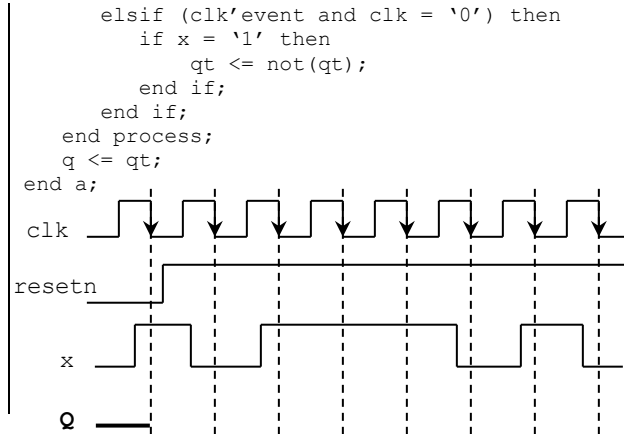 elsif (clk’event and clk = ‘0’) then
if x = ‘1’ then
qt <= not(qt);
end if;
end if;
end process;
q <= qt;
end a;
clk
resetn
x
Q